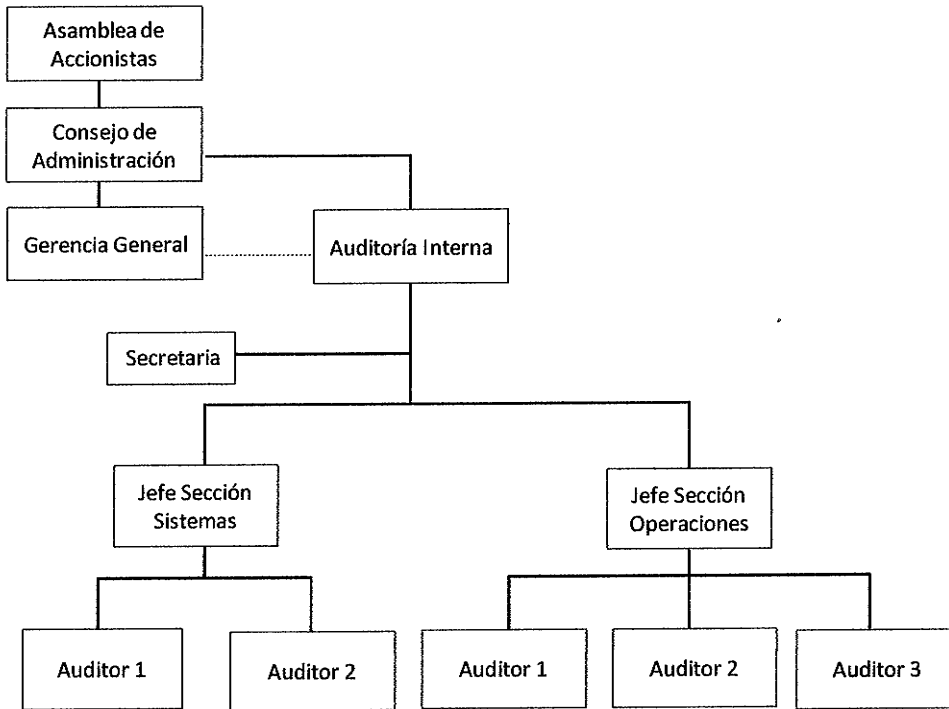 Asamblea de
Accionistas
Consejo de
Administración
Gerencia General
Auditoría Interna
Secretaria
Jefe Sección
Sistemas
Jefe Sección
Operaciones
Auditor 1
Auditor 2
Auditor 1
Auditor 2
Auditor 3